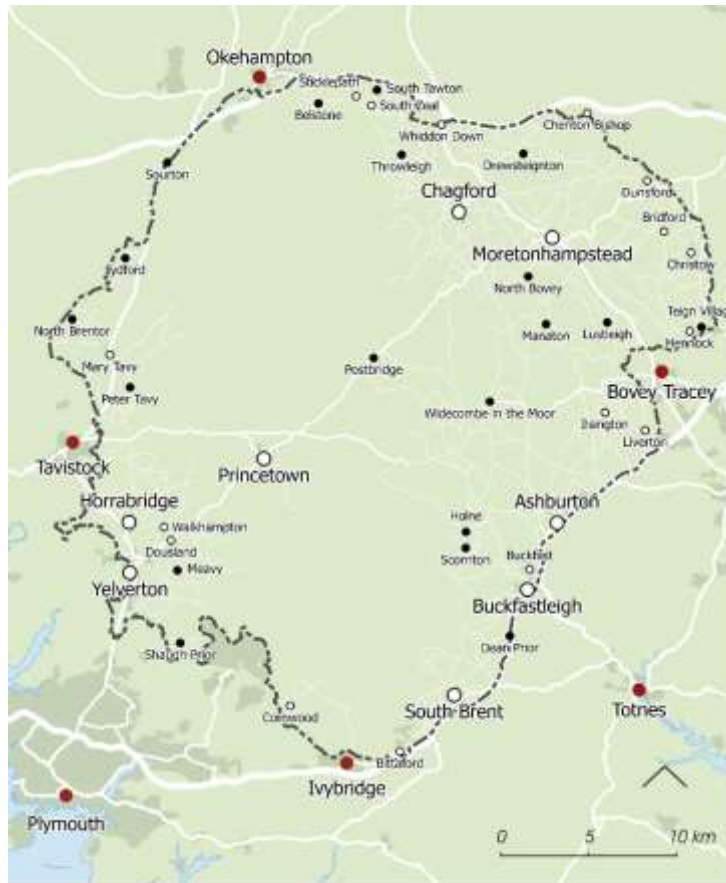 Okehampton
Sticklepath
South Tawton
South Zeal
Belstone
Whiddon Down
Cheriton Bishop
Sourton
Throwleigh
Drewsteignton
Dunsford
Chagford
Bridford
Moretonhampstead
Christow
Lydford
North Bovey
Teign Villag
North Brentor
Manaton
Lustleigh
Hennock
Mary Tavy
Postbridge
Peter Tavy
Bovey Tracey
Widecombe in the Moor
Ilsington
Liverton
Tavistock
Princetown
Horrabridge
Walkhampton
Holne
Ashburton
Dousland
Scorriton
Meavy
Buckfast
Yelverton
Buckfastleigh
Shaugh Prior
Dean Prior
Cornwood
South Brent
Totnes
Bittaford
Ivybridge
Plymouth
0 5 10 km